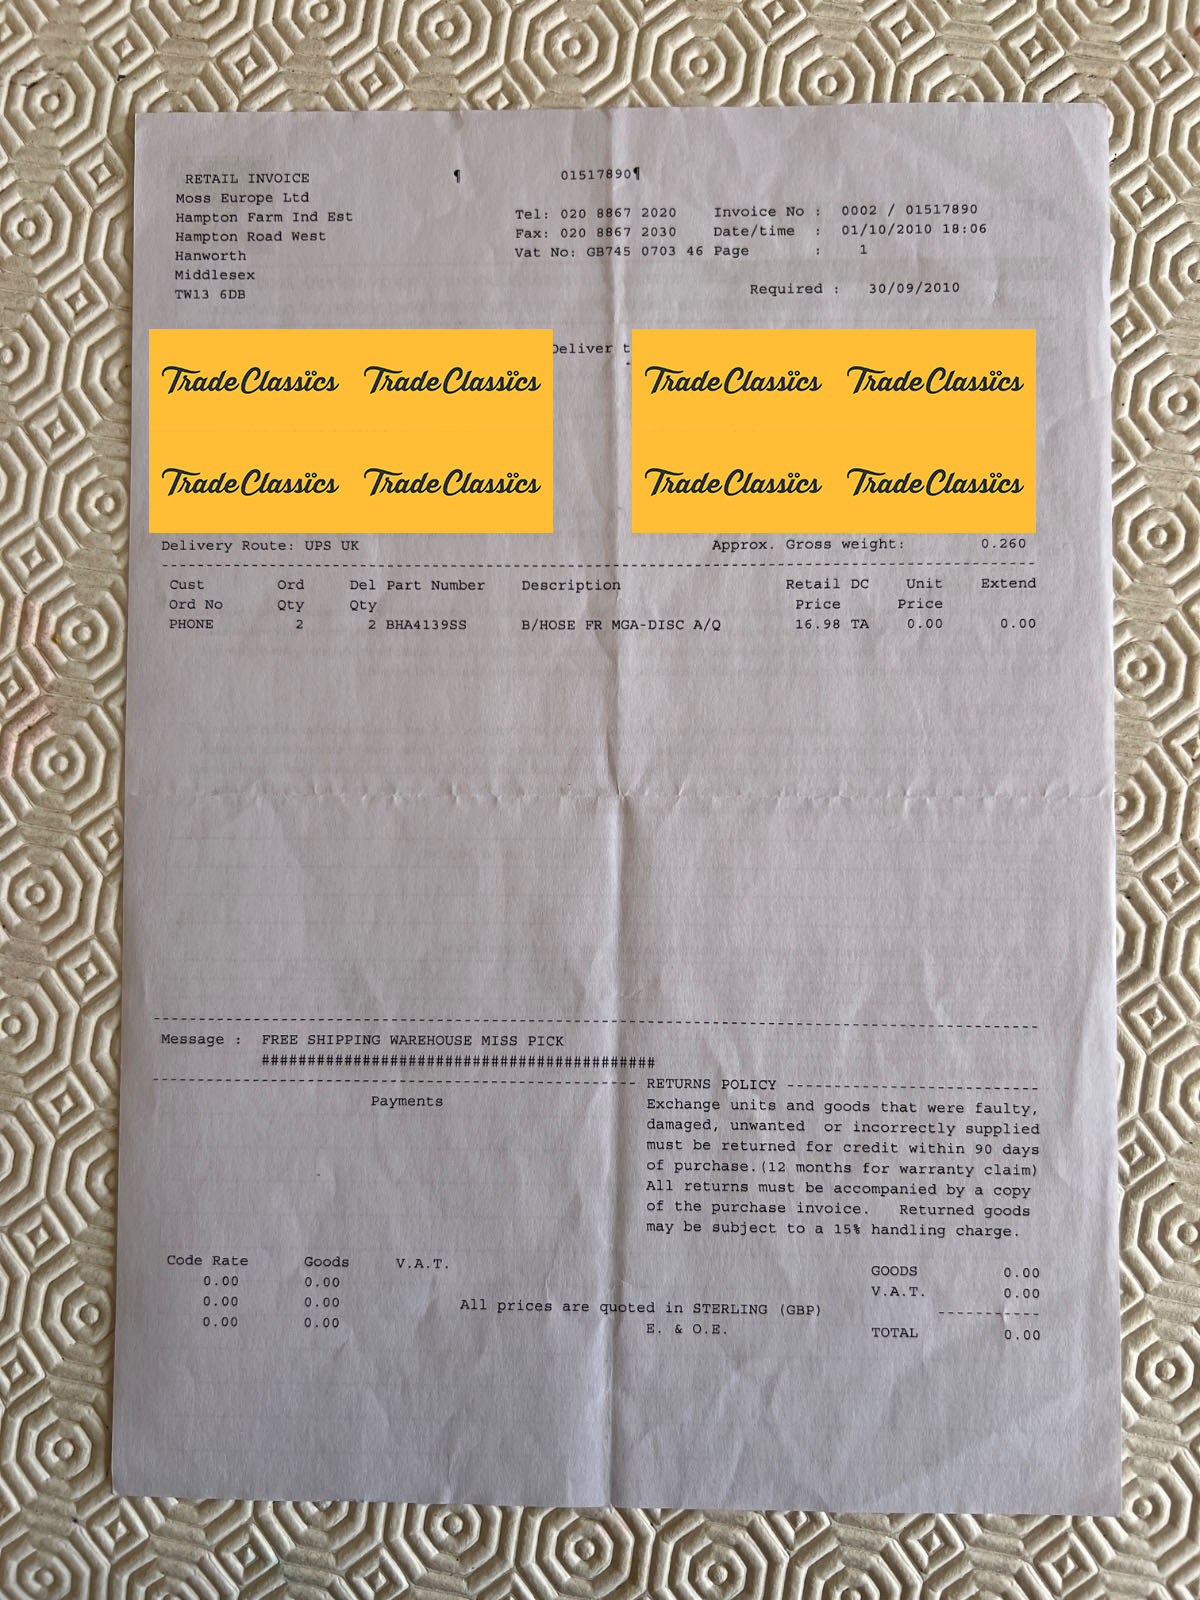 RETAIL INVOICE ¶ 01517890¶
Moss Europe Ltd
Hampton Farm Ind Est Tel: 020 8867 2020 Invoice No : 0002 / 01517890
Hampton Road West Fax: 020 8867 2030 Date/time : 01/10/2010 18:06
Hanworth Vat No: GB745 0703 46 Page : 1
Middlesex
TW13 6DB Required : 30/09/2010
Deliver t
Trade Classics Trade Classics Trade Classics Trade Classics
Trade Classics Trade Classics Trade Classics Trade Classics
Delivery Route: UPS UK Approx. Gross weight: 0.260
Cust Ord Del Part Number Description Retail DC Unit Extend
Ord No Qty Qty Price Price
PHONE 2 2 BHA4139SS B/HOSE FR MGA-DISC A/Q 16.98 TA 0.00 0.00
Message : FREE SHIPPING WAREHOUSE MISS PICK
###########################################
RETURNS POLICY
Payments
Exchange units and goods that were faulty,
damaged, unwanted or incorrectly supplied
must be returned for credit within 90 days
of purchase.(12 months for warranty claim)
All returns must be accompanied by a copy
of the purchase invoice. Returned goods
may be subject to a 15% handling charge.
Code Rate Goods V.A.T.
0.00 0.00
0.00 0.00
0.00 0.00
All prices are quoted in STERLING (GBP)
E. & O.E.
GOODS 0.00
V.A.T. 0.00
TOTAL 0.00